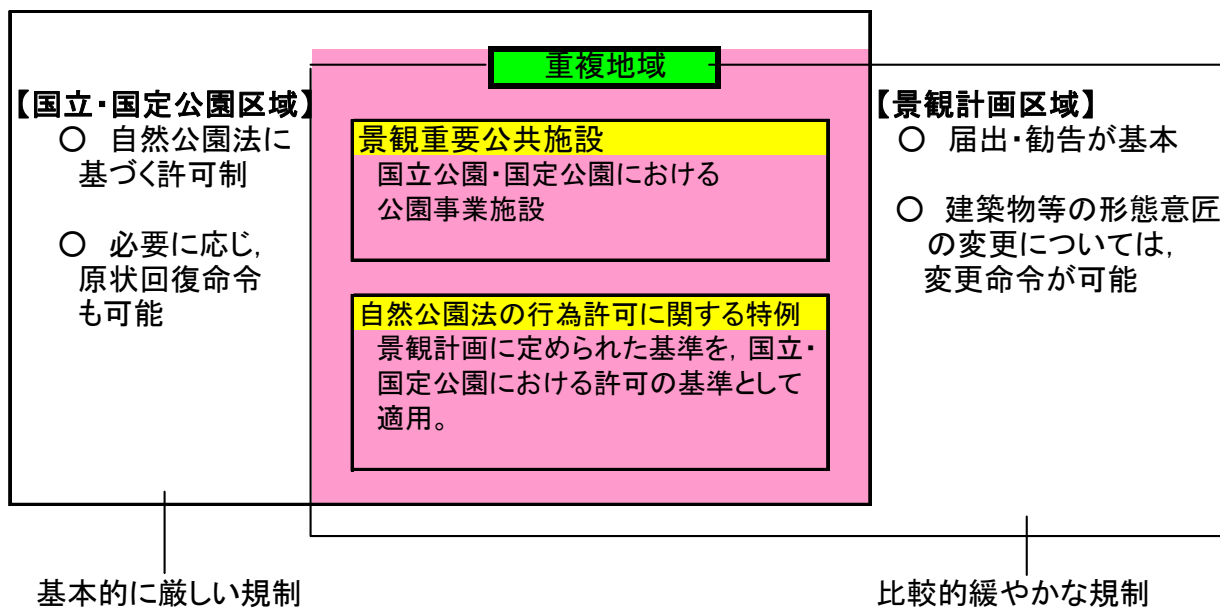 重複地域
【国立・国定公園区域】
○ 自然公園法に
基づく許可制
○ 必要に応じ，
原状回復命令
も可能
景観重要公共施設
国立公園・国定公園における
公園事業施設
自然公園法の行為許可に関する特例
景観計画に定められた基準を，国立・
国定公園における許可の基準として
適用。
【景観計画区域】
○ 届出・勧告が基本
○ 建築物等の形態意匠
の変更については，
変更命令が可能
基本的に厳しい規制
比較的緩やかな規制